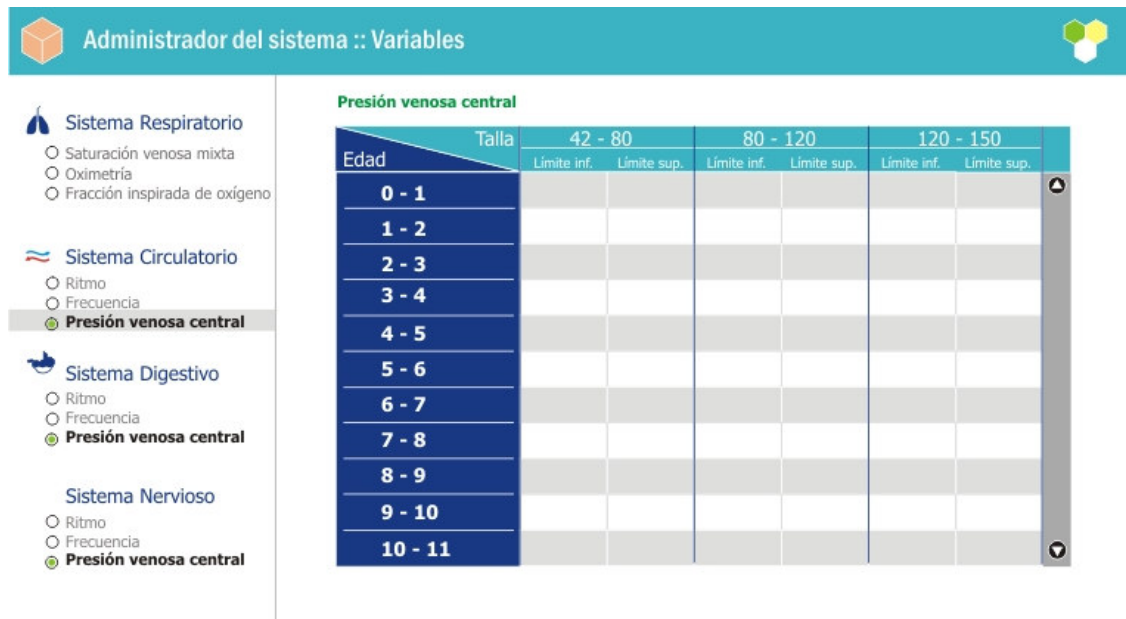 Administrador del sistema :: Variables
Sistema Respiratorio
Saturación venosa mixta
Oximetría
Fracción inspirada de oxígeno
Sistema Circulatorio
Ritmo
Frecuencia
Presión venosa central
Sistema Digestivo
Ritmo
Frecuencia
Presión venosa central
Sistema Nervioso
Ritmo
Frecuencia
Presión venosa central
Presión venosa central
Talla 42 - 80 80 - 120 120 - 150
Edad Límite inf. Límite sup. Límite inf. Límite sup. Límite inf. Límite sup.
0 - 1
1 - 2
2 - 3
3 - 4
4 - 5
5 - 6
6 - 7
7 - 8
8 - 9
9 - 10
10 - 11